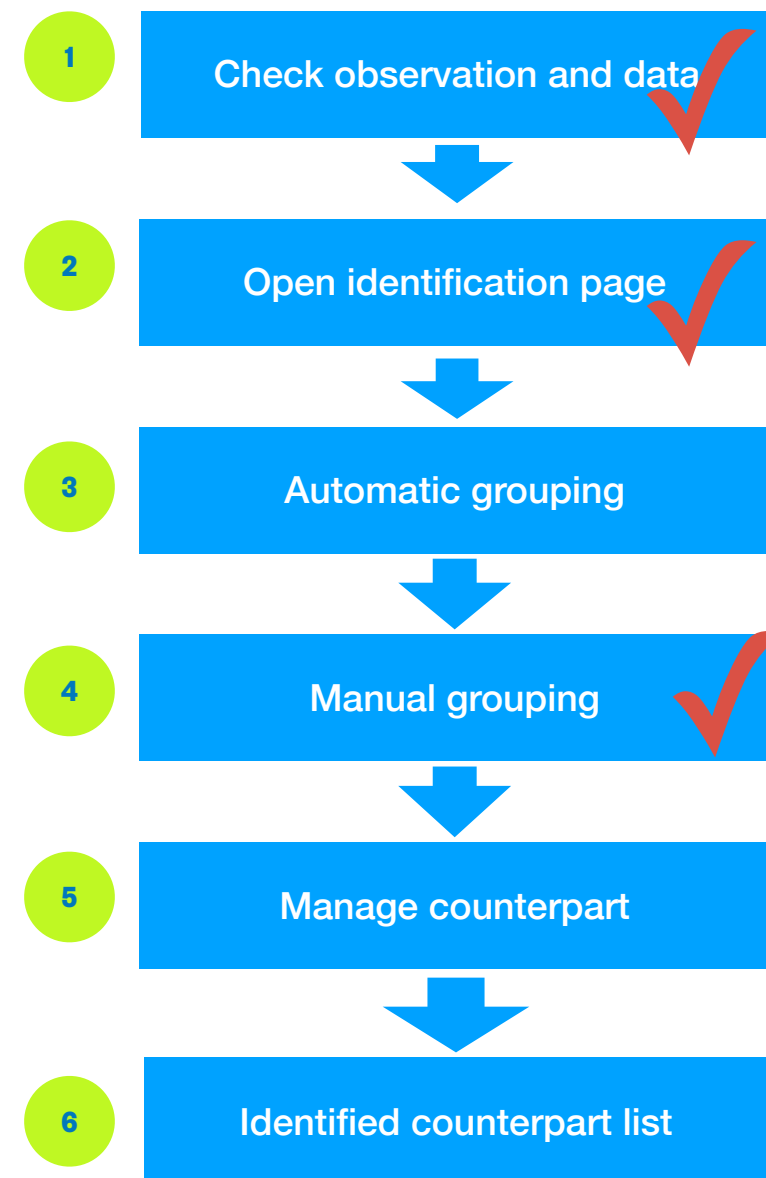 1
Check observation and data
2
Open identification page
3
Automatic grouping
4
Manual grouping
5
Manage counterpart
6
Identified counterpart list